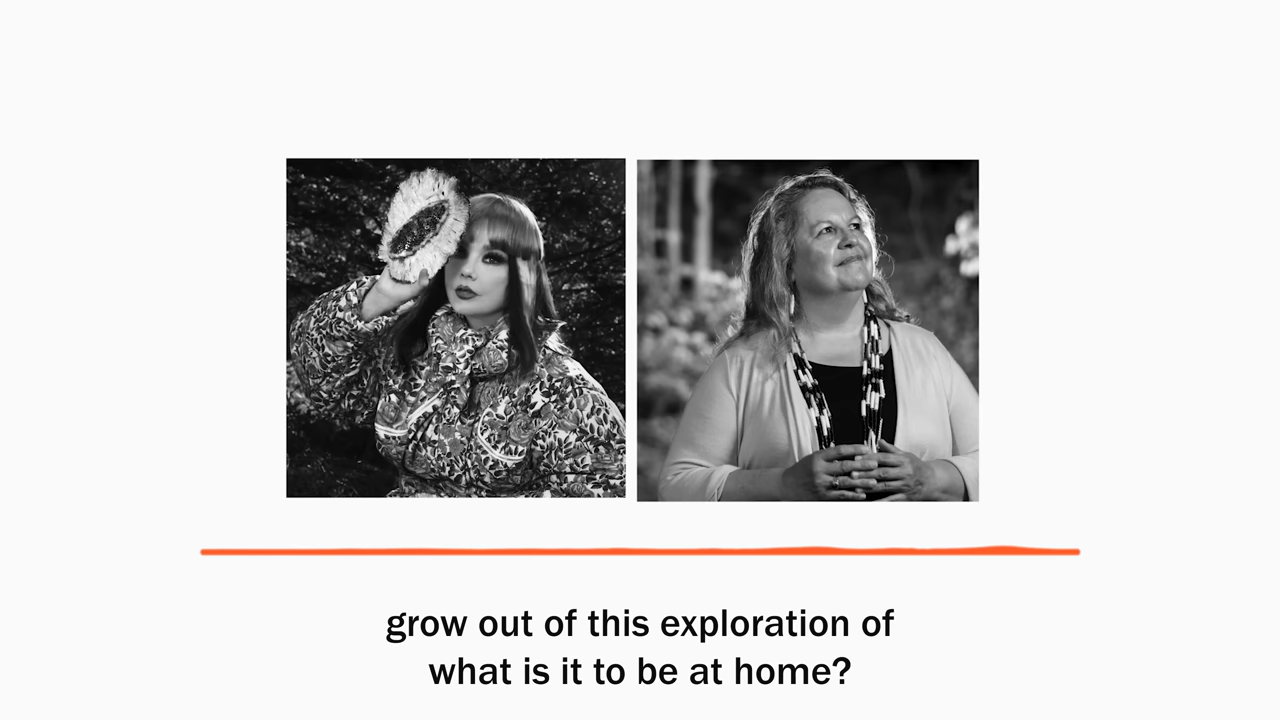 grow out of this exploration of
what is it to be at home?